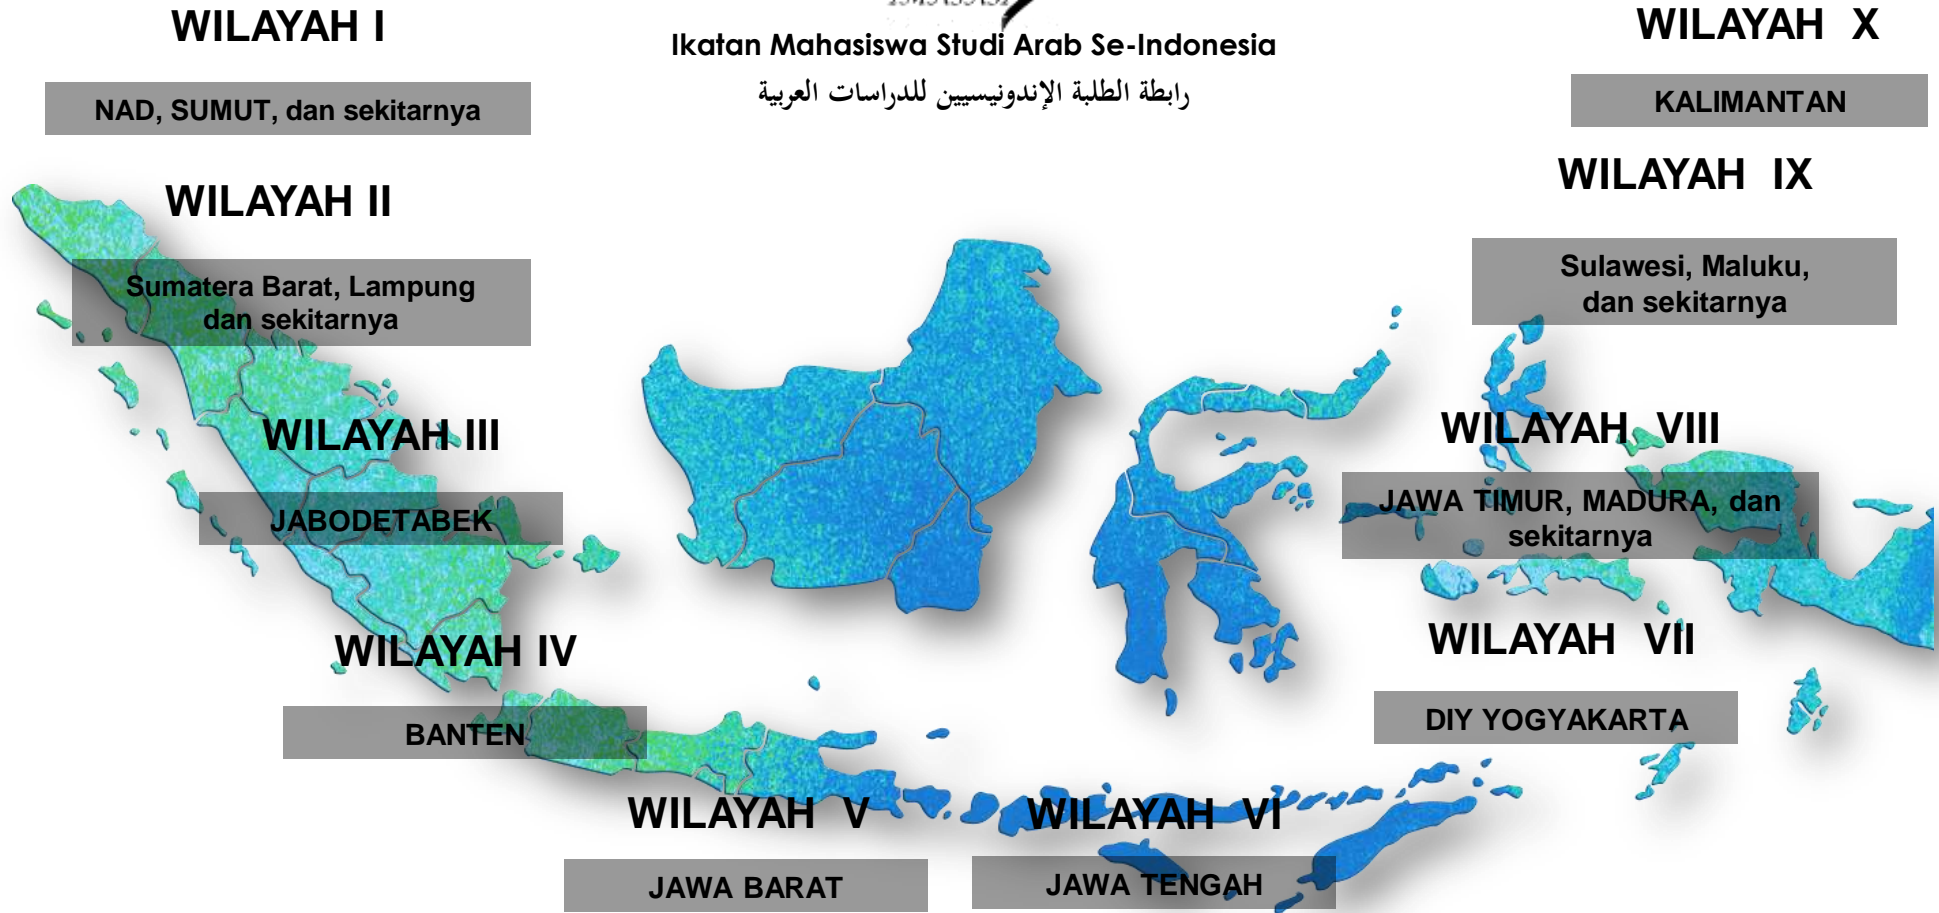 Ikatan Mahasiswa Studi Arab Se-Indonesia
رابطة الطلبة الإندونيسيين للدراسات العربية
WILAYAH I
NAD, SUMUT, dan sekitarnya
WILAYAH II
Sumatera Barat, Lampung
dan sekitarnya
WILAYAH III
JABODETABEK
WILAYAH IV
BANTEN
WILAYAH V
JAWA BARAT
WILAYAH VI
JAWA TENGAH
WILAYAH VII
DIY YOGYAKARTA
WILAYAH VIII
JAWA TIMUR, MADURA, dan
sekitarnya
WILAYAH IX
Sulawesi, Maluku,
dan sekitarnya
WILAYAH X
KALIMANTAN